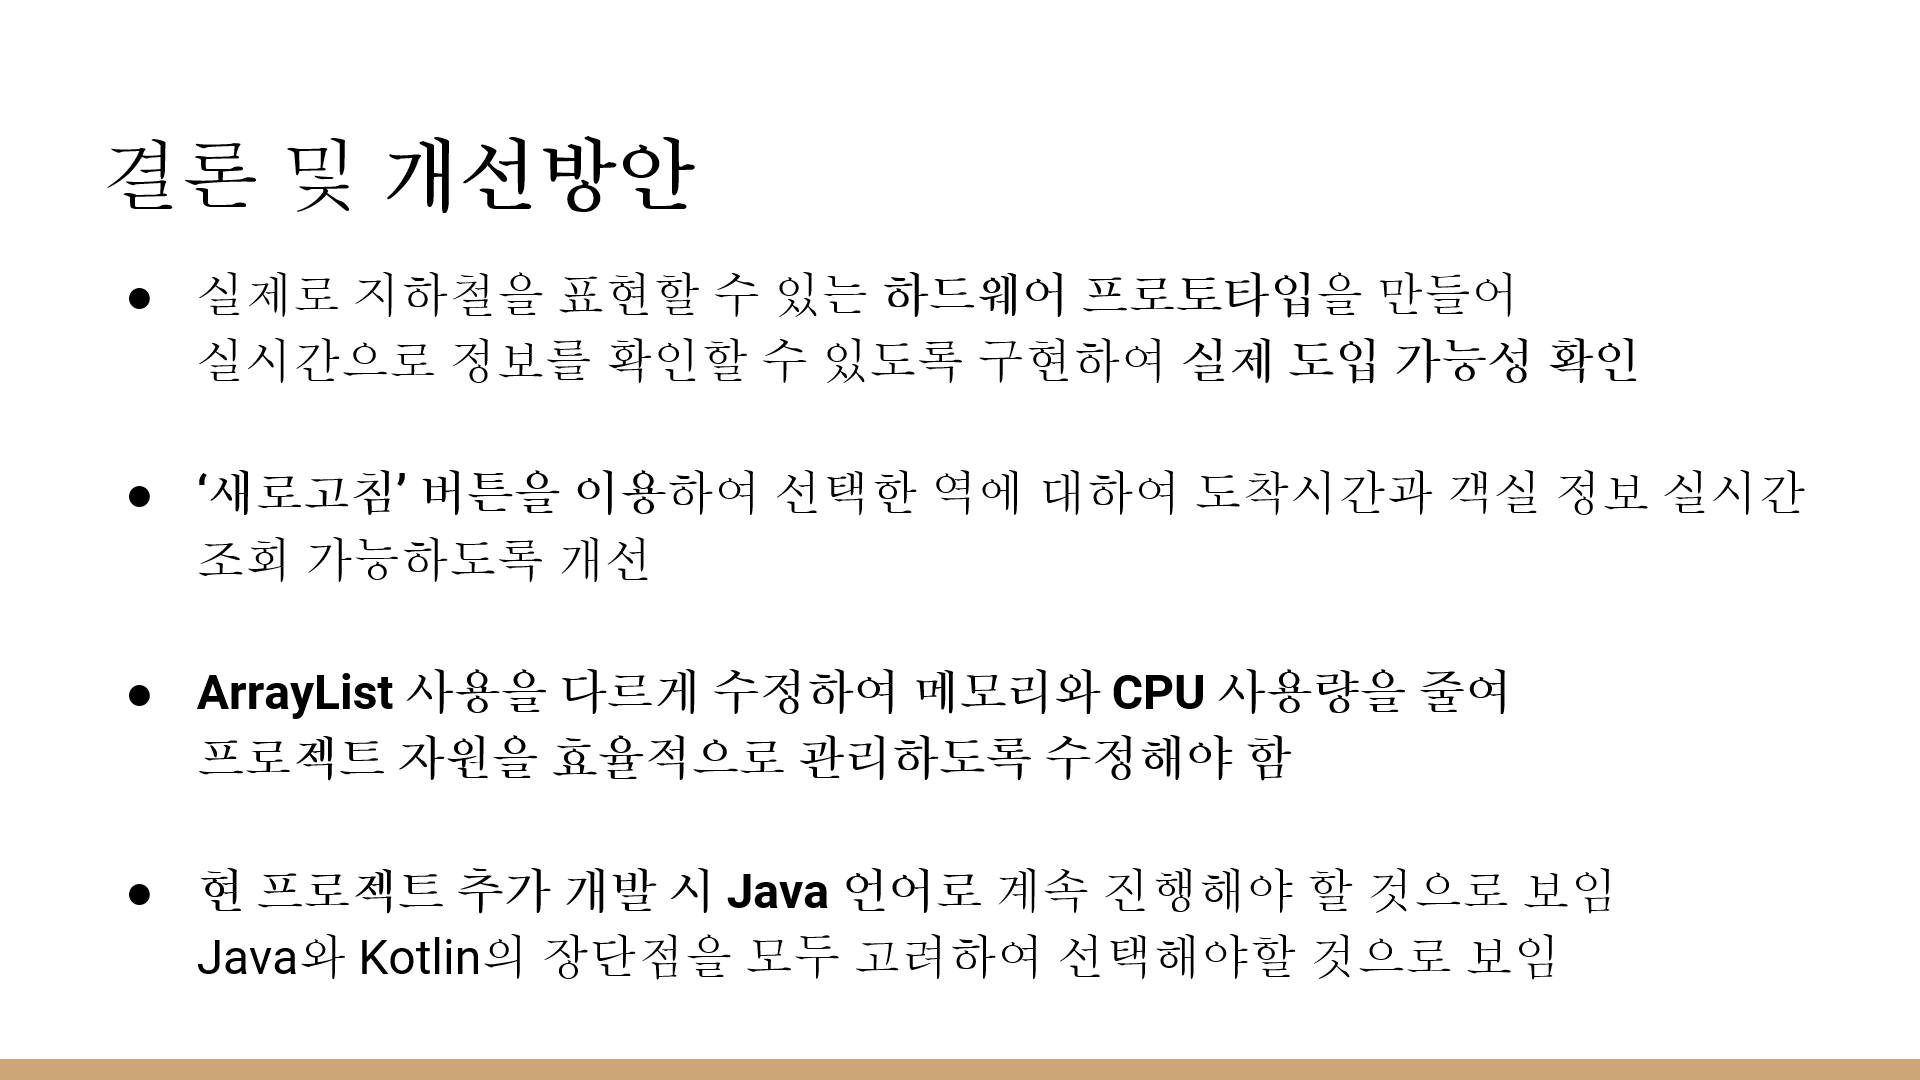 결론 및 개선방안
● 실제로 지하철을 표현할 수 있는 하드웨어 프로토타입을 만들어
실시간으로 정보를 확인할 수 있도록 구현하여 실제 도입 가능성 확인
● ‘새로고침’ 버튼을 이용하여 선택한 역에 대하여 도착시간과 객실 정보 실시간
조회 가능하도록 개선
● ArrayList 사용을 다르게 수정하여 메모리와 CPU 사용량을 줄여
프로젝트 자원을 효율적으로 관리하도록 수정해야 함
● 현 프로젝트 추가 개발 시 Java 언어로 계속 진행해야 할 것으로 보임
Java와 Kotlin의 장단점을 모두 고려하여 선택해야할 것으로 보임